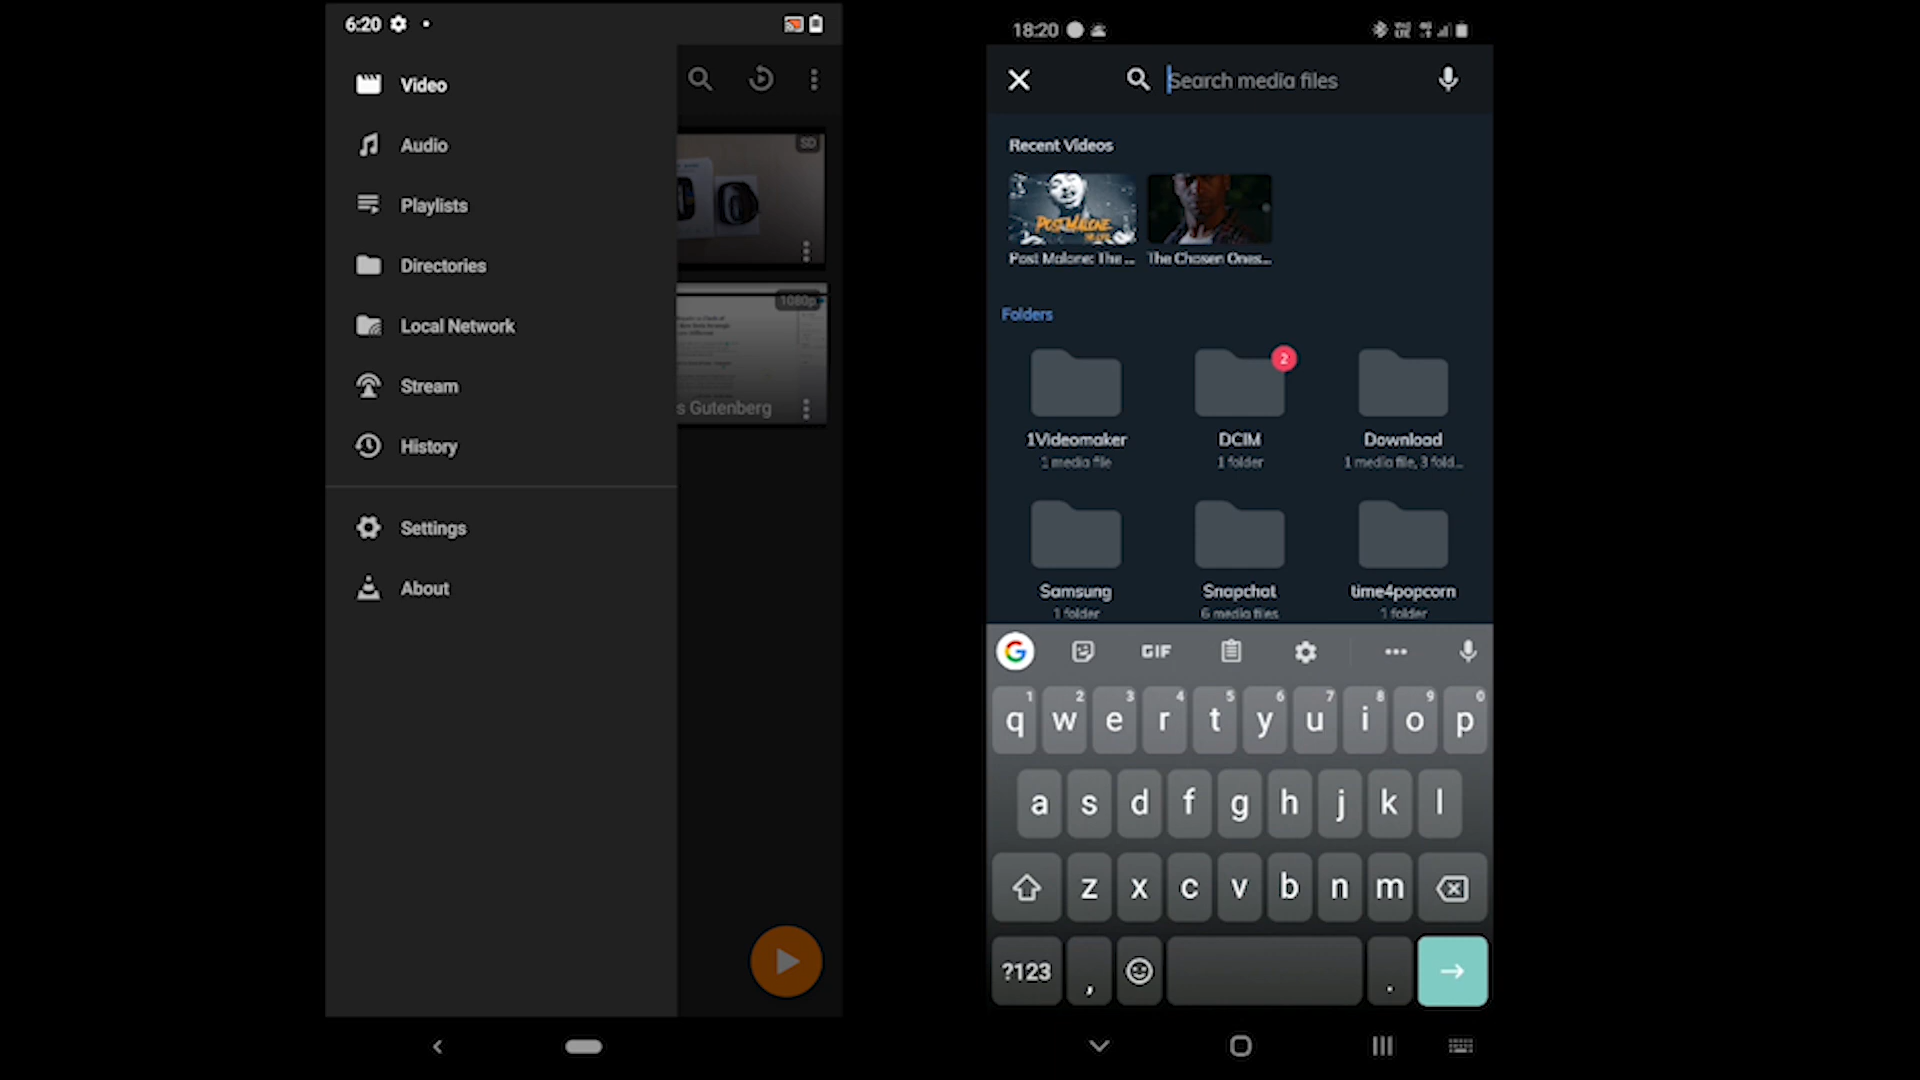 6:20
Video
Audio
Playlists
Directories
Local Network
Stream
History
Settings
About
SD
1080p
s Gutenberg
18:20
Search media files
Recent Videos
POST MALONE
Post Malone: The ...
The Chosen Ones...
Folders
2
1Videomaker
DCIM
Download
1 media file
1 folder
1 media file, 3 fold...
Samsung
Snapchat
time4popcorn
1 folder
6 media files
1 folder
G
GIF
1 2 3 4 5 6 7 8 9 0
q w e r t y u i o p
a s d f g h j k l
z x c v b n m
?123 , .